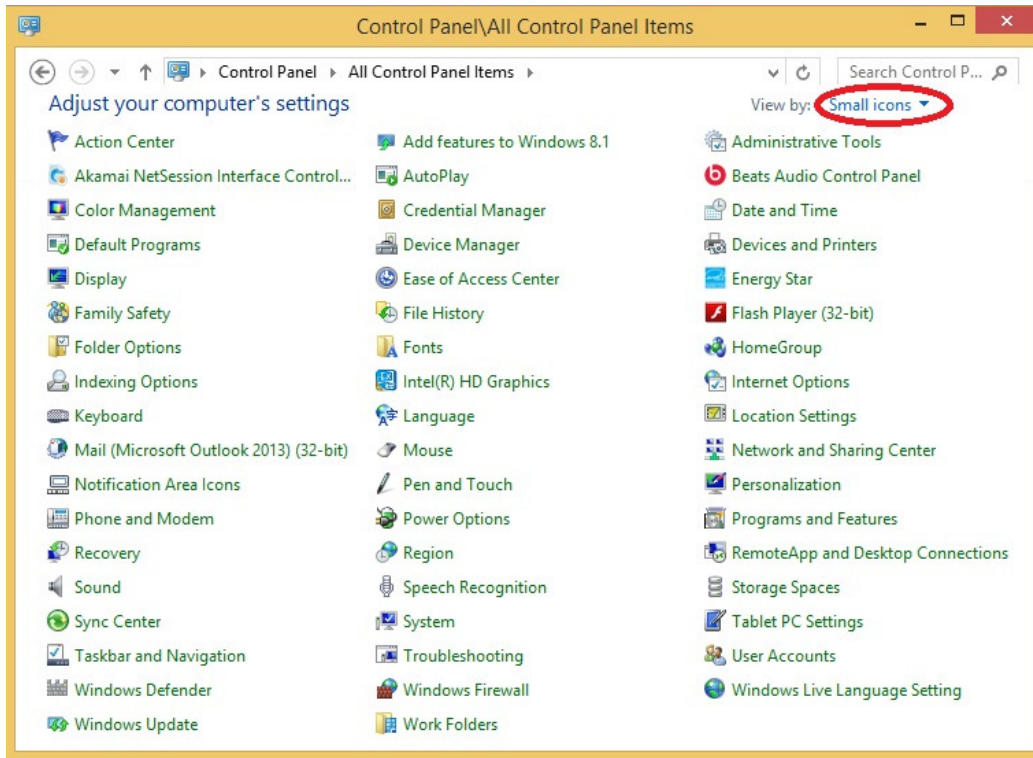 Control Panel\All Control Panel Items
Control Panel All Control Panel Items Search Control P...
Adjust your computer's settings View by: Small icons
Action Center Add features to Windows 8.1 Administrative Tools
Akamai NetSession Interface Control... AutoPlay Beats Audio Control Panel
Color Management Credential Manager Date and Time
Default Programs Device Manager Devices and Printers
Display Ease of Access Center Energy Star
Family Safety File History Flash Player (32-bit)
Folder Options Fonts HomeGroup
Indexing Options Intel(R) HD Graphics Internet Options
Keyboard Language Location Settings
Mail (Microsoft Outlook 2013) (32-bit) Mouse Network and Sharing Center
Notification Area Icons Pen and Touch Personalization
Phone and Modem Power Options Programs and Features
Recovery Region RemoteApp and Desktop Connections
Sound Speech Recognition Storage Spaces
Sync Center System Tablet PC Settings
Taskbar and Navigation Troubleshooting User Accounts
Windows Defender Windows Firewall Windows Live Language Setting
Windows Update Work Folders